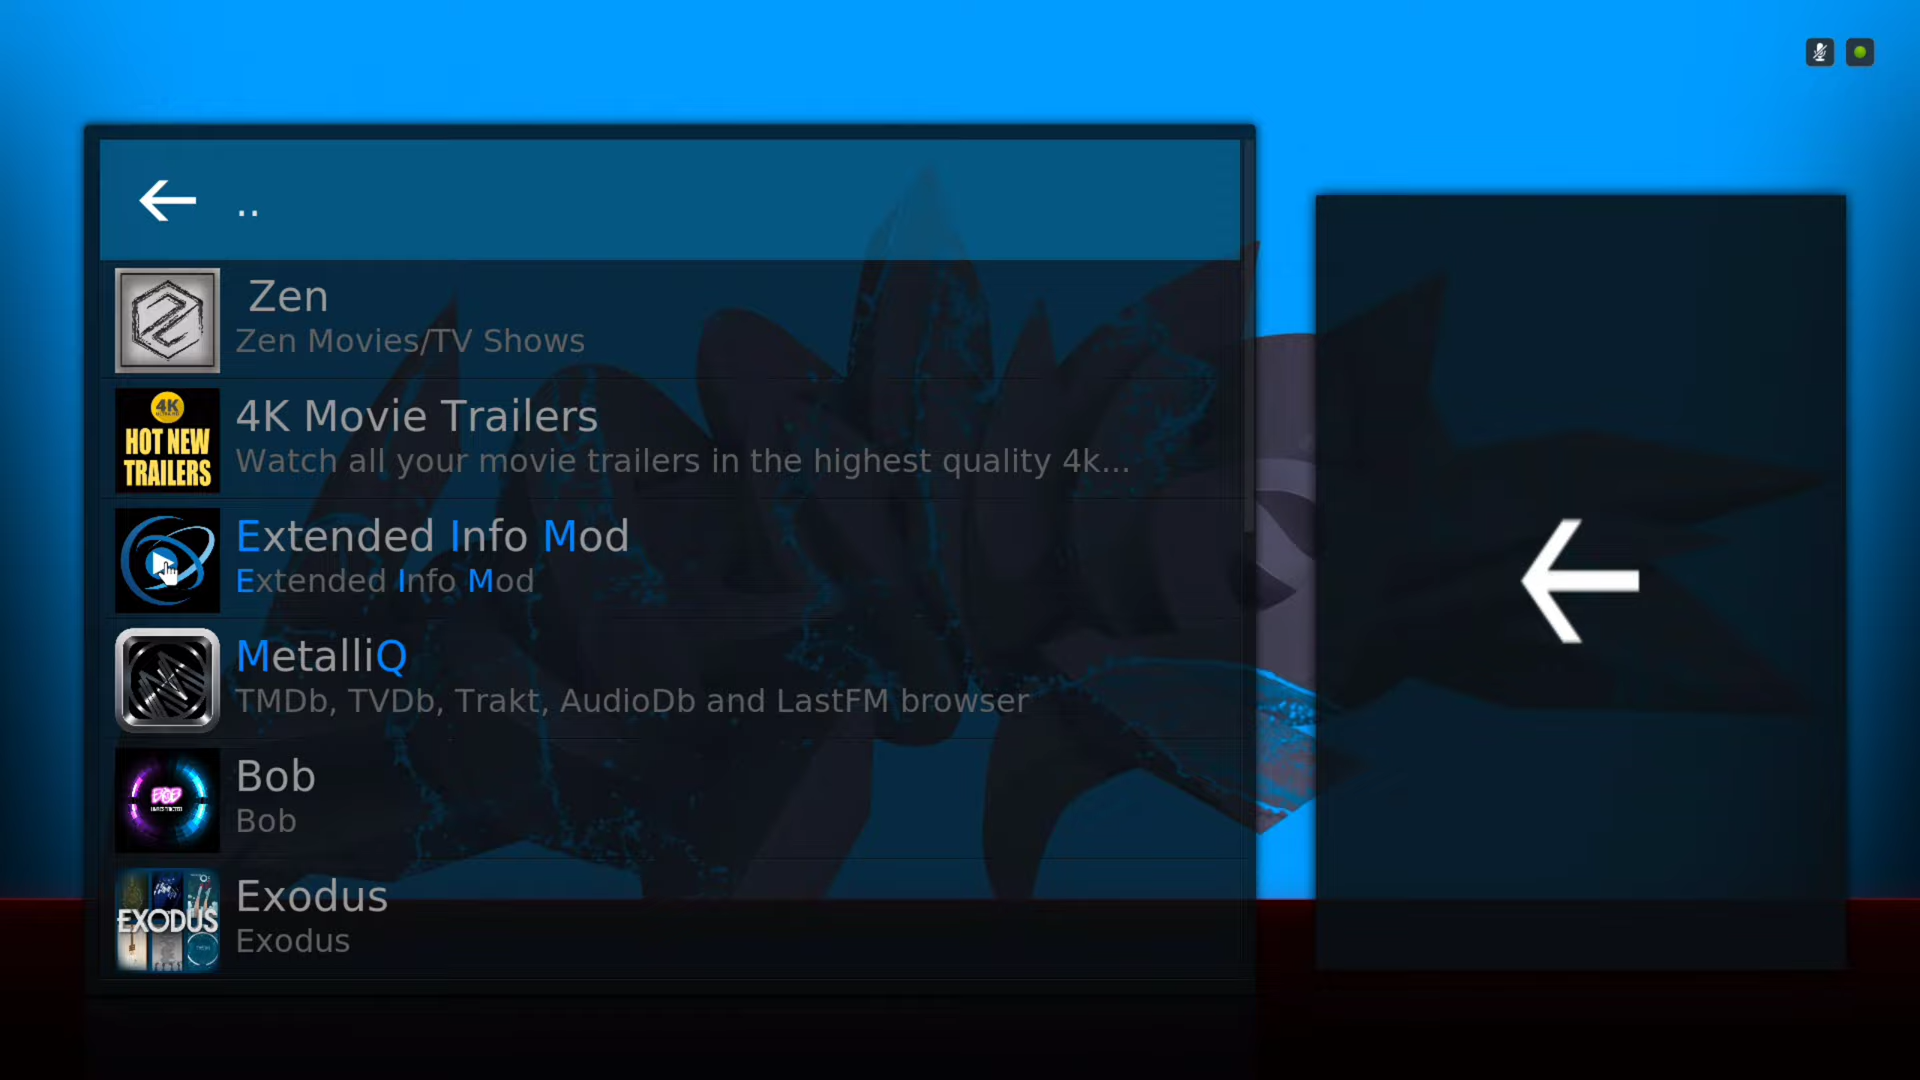 ..
Zen
Zen Movies/TV Shows
4K
HOT NEW
TRAILERS
4K Movie Trailers
Watch all your movie trailers in the highest quality 4k...
Extended Info Mod
Extended Info Mod
MetalliQ
TMDb, TVDb, Trakt, AudioDb and LastFM browser
BOB
Bob
Bob
EXODUS
Exodus
Exodus